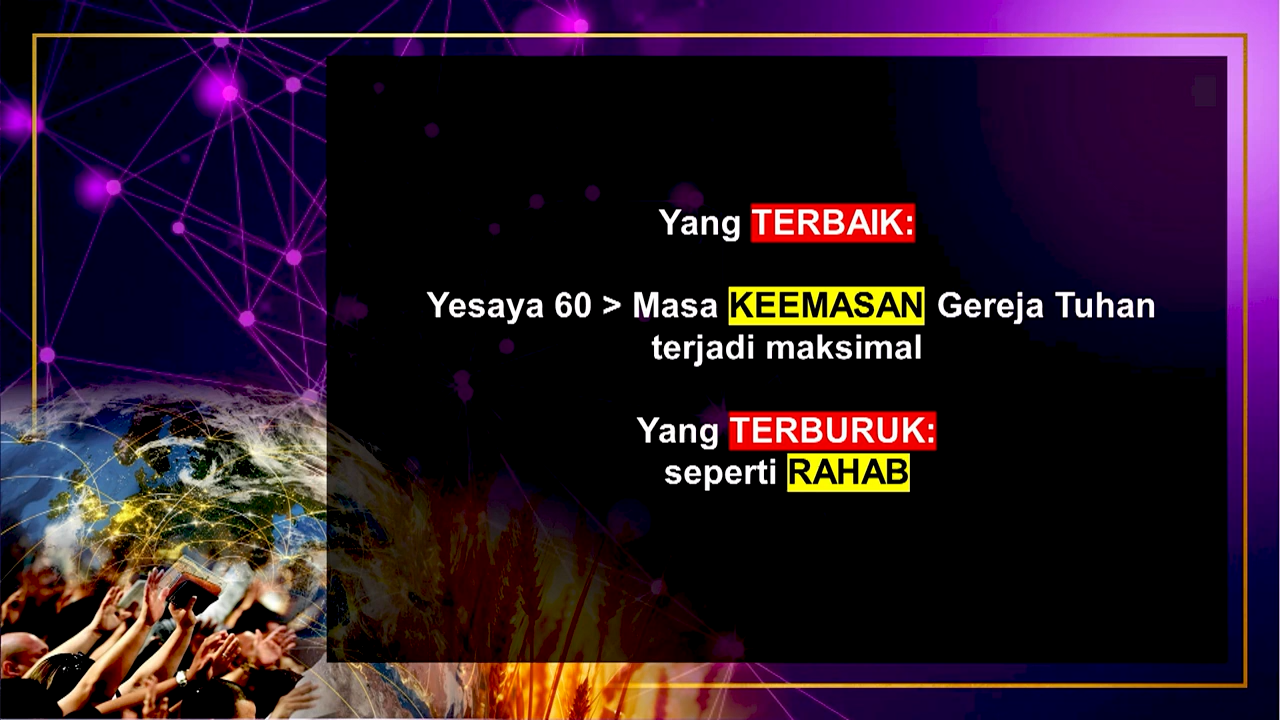 Yang TERBAIK:
Yesaya 60 > Masa KEEMASAN Gereja Tuhan
terjadi maksimal
Yang TERBURUK:
seperti RAHAB